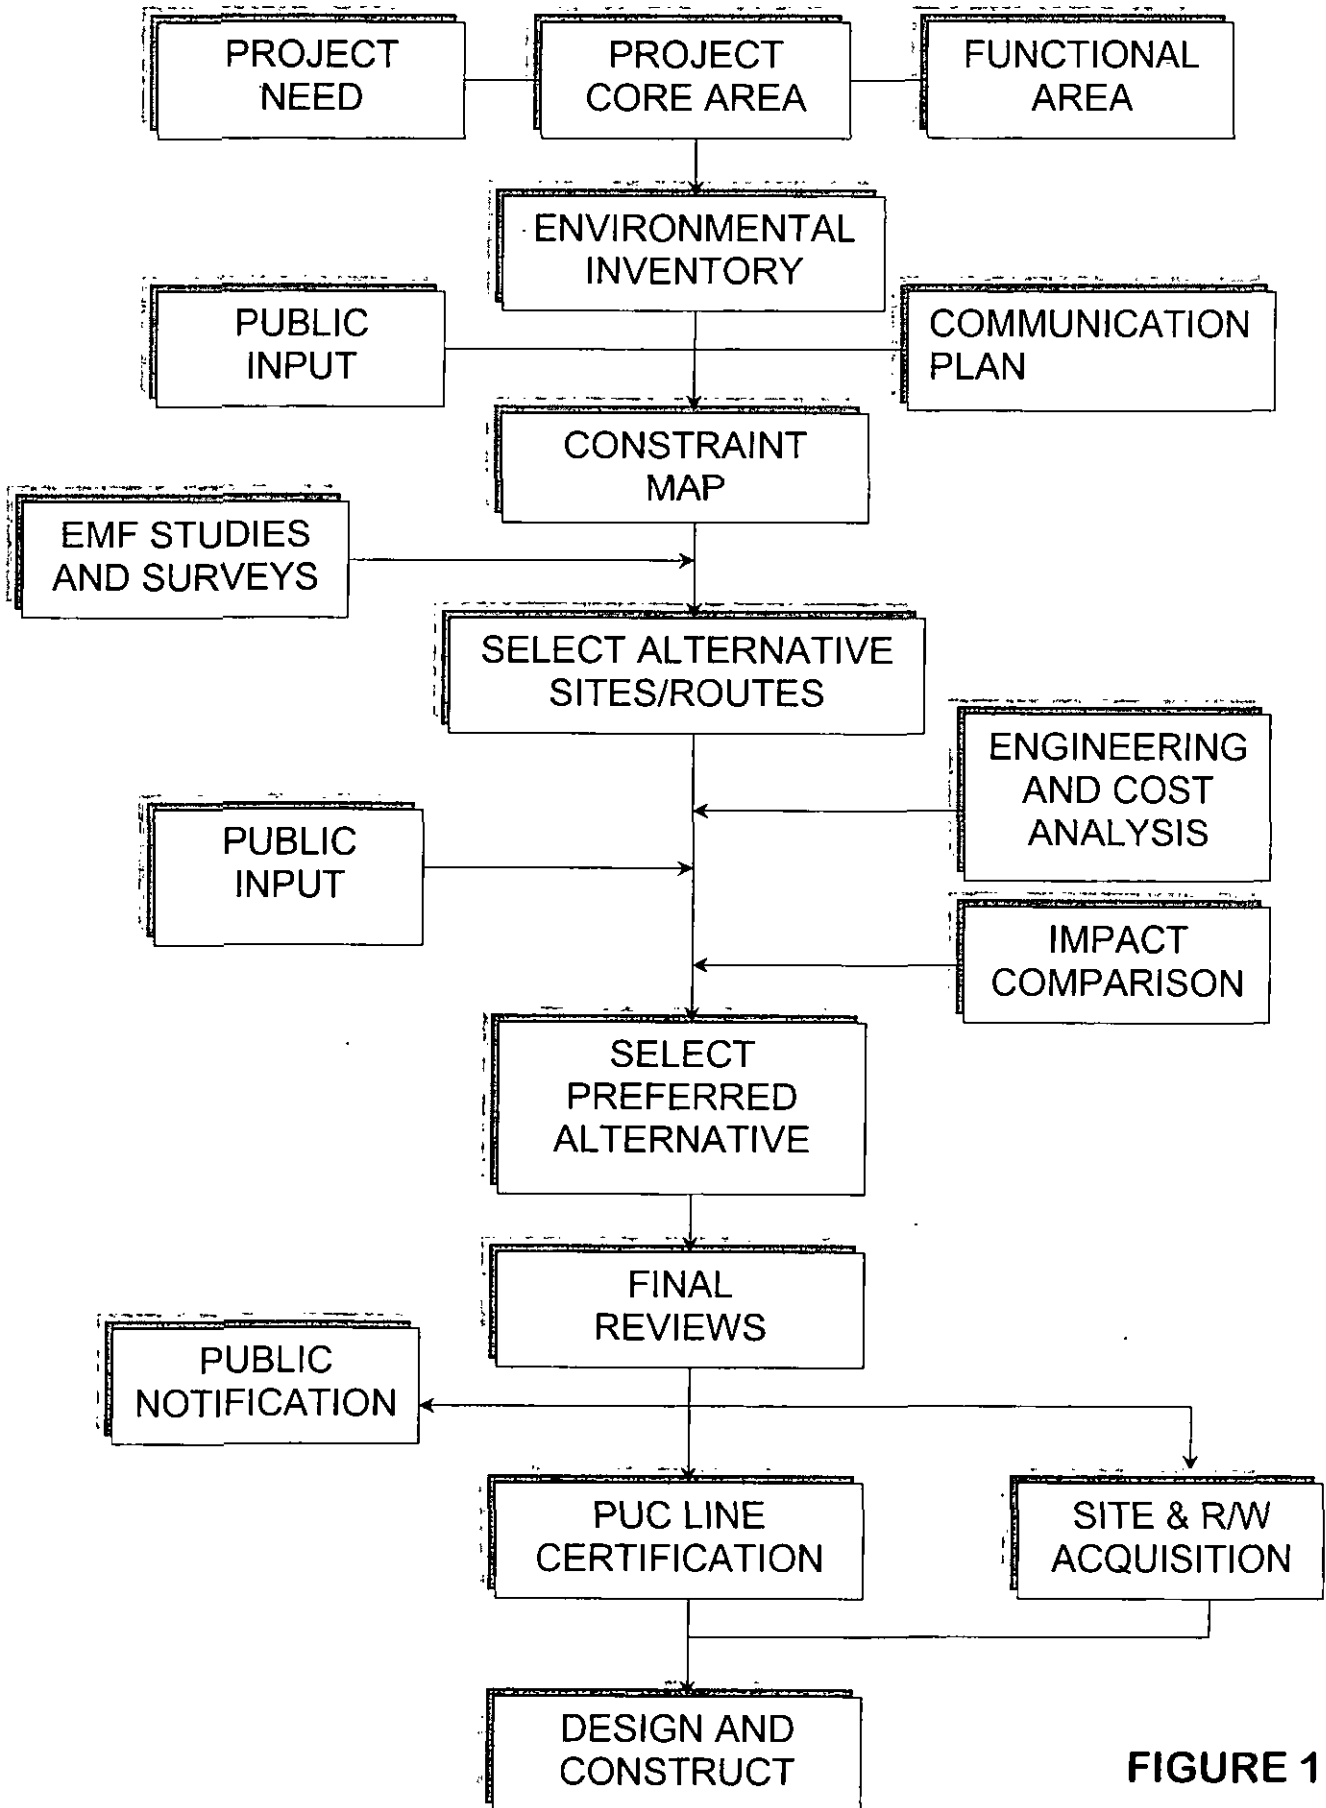 PROJECT
NEED
PROJECT
CORE AREA
FUNCTIONAL
AREA
ENVIRONMENTAL
INVENTORY
PUBLIC
INPUT
COMMUNICATION
PLAN
CONSTRAINT
MAP
EMF STUDIES
AND SURVEYS
SELECT ALTERNATIVE
SITES/ROUTES
ENGINEERING
AND COST
ANALYSIS
PUBLIC
INPUT
IMPACT
COMPARISON
SELECT
PREFERRED
ALTERNATIVE
FINAL
REVIEWS
PUBLIC
NOTIFICATION
PUC LINE
CERTIFICATION
SITE & R/W
ACQUISITION
DESIGN AND
CONSTRUCT
FIGURE 1